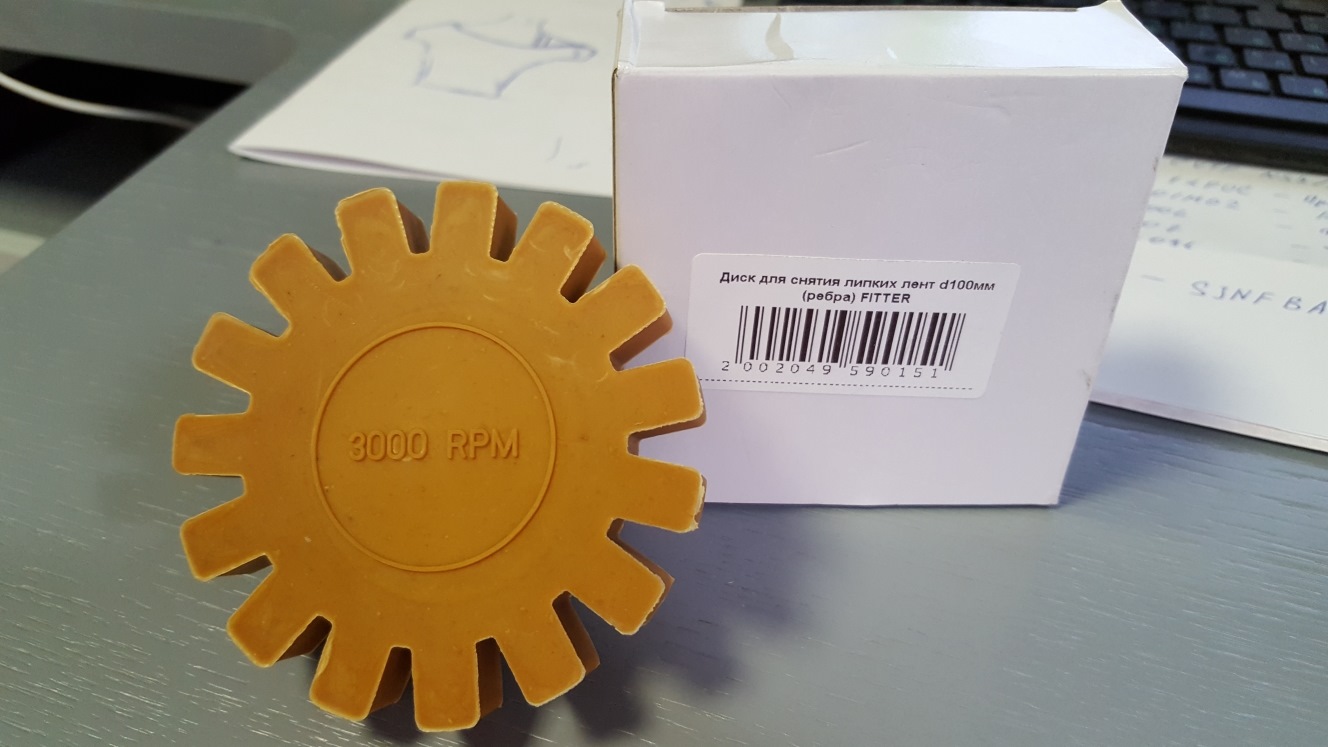 Диск для снятия липких лент d100мм
(ребра) FITTER
2 002049 590151
3000 RPM